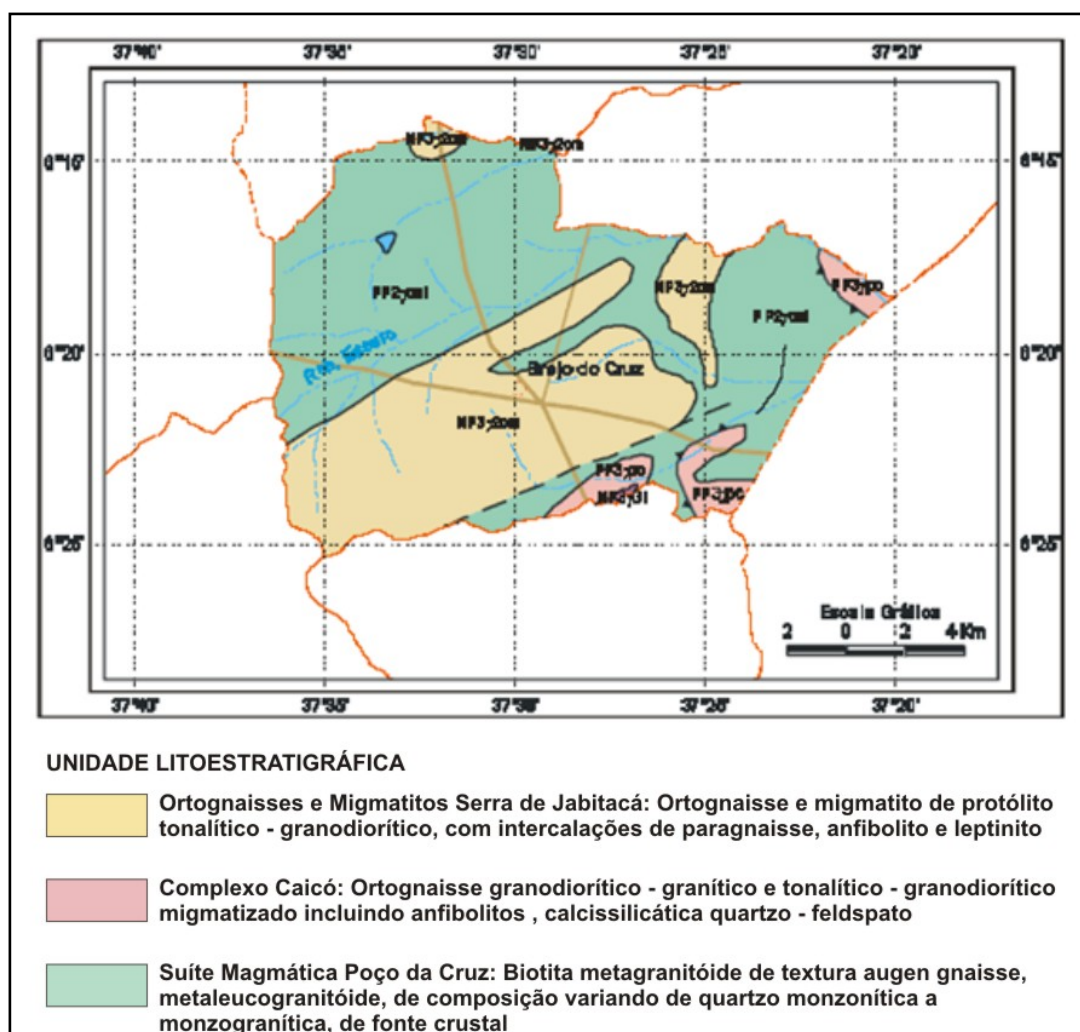 37°40' 37°35' 37°30' 37°25' 37°20'
6°15' 6°15'
6°20' Brejo do Cruz 6°20'
6°25' 6°25'
Escala Gráfica
2 0 2 4 Km
37°40' 37°35' 37°30' 37°25' 37°20'
UNIDADE LITOESTRATIGRÁFICA
Ortognaisses e Migmatitos Serra de Jabitacá: Ortognaisse e migmatito de protólito
tonalítico - granodiorítico, com intercalações de paragnaisse, anfibolito e leptinito
Complexo Caicó: Ortognaisse granodiorítico - granítico e tonalítico - granodiorítico
migmatizado incluindo anfibolitos , calcissilicática quartzo - feldspato
Suíte Magmática Poço da Cruz: Biotita metagranitóide de textura augen gnaisse,
metaleucogranitóide, de composição variando de quartzo monzonítica a
monzogranítica, de fonte crustal